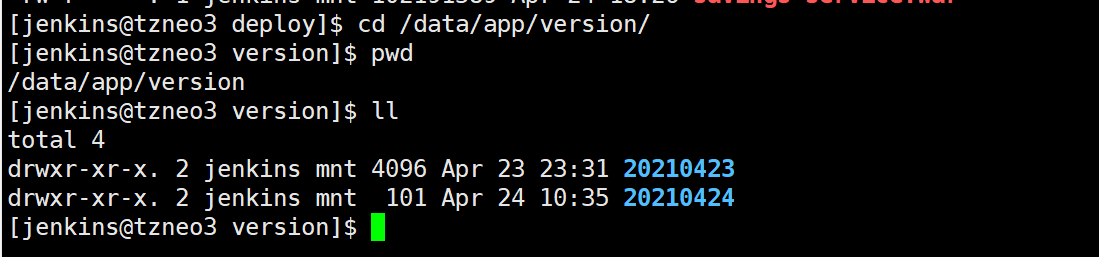 [jenkins@tzneo3 deploy]$ cd /data/app/version/
[jenkins@tzneo3 version]$ pwd
/data/app/version
[jenkins@tzneo3 version]$ ll
total 4
drwxr-xr-x. 2 jenkins mnt 4096 Apr 23 23:31 20210423
drwxr-xr-x. 2 jenkins mnt  101 Apr 24 10:35 20210424
[jenkins@tzneo3 version]$